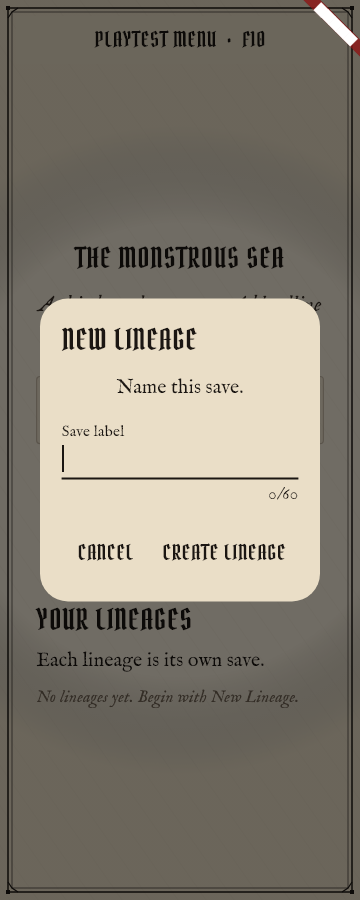 PLAYTEST MENU · F10
THE MONSTROUS SEA
NEW LINEAGE
Name this save.
Save label
0/60
CANCEL CREATE LINEAGE
YOUR LINEAGES
Each lineage is its own save.
No lineages yet. Begin with New Lineage.